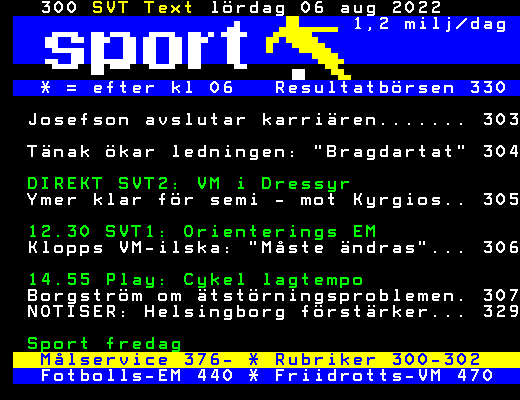 300 SVT Text lördag 06 aug 2022
sport
1,2 milj/dag
* = efter kl 06 Resultatbörsen 330
Josefson avslutar karriären....... 303
Tänak ökar ledningen: "Bragdartat" 304
DIREKT SVT2: VM i Dressyr
Ymer klar för semi - mot Kyrgios.. 305
12.30 SVT1: Orienterings EM
Klopps VM-ilska: "Måste ändras"... 306
14.55 Play: Cykel lagtempo
Borgström om ätstörningsproblemen. 307
NOTISER: Helsingborg förstärker... 329
Sport fredag
Målservice 376- * Rubriker 300-302
Fotbolls-EM 440 * Friidrotts-VM 470